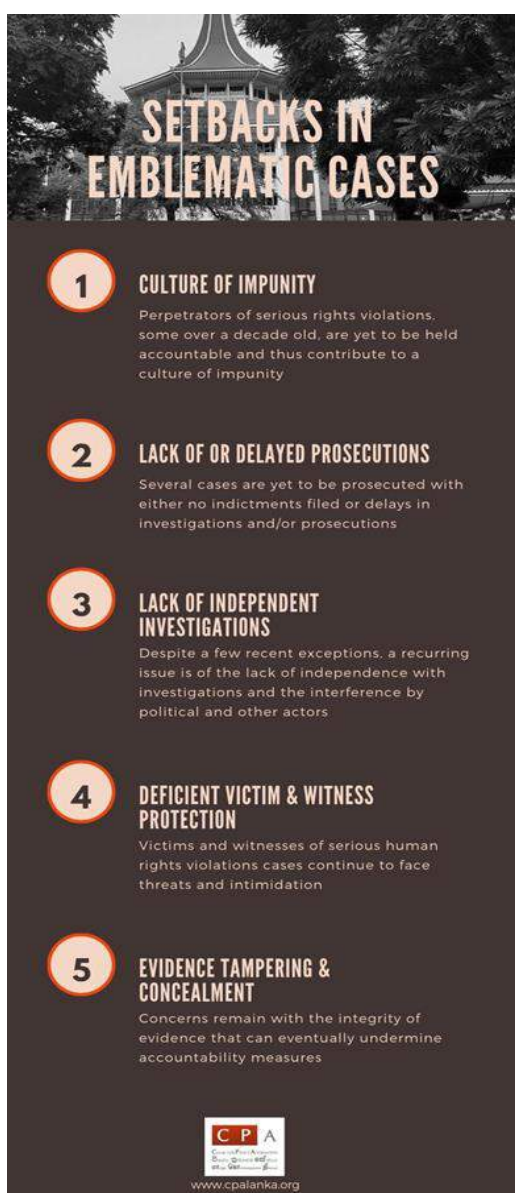 SETBACKS IN
EMBLEMATIC CASES
1
CULTURE OF IMPUNITY
Perpetrators of serious rights violations,
some over a decade old, are yet to be held
accountable and thus contribute to a
culture of impunity
2
LACK OF OR DELAYED PROSECUTIONS
Several cases are yet to be prosecuted with
either no indictments filed or delays in
investigations and/or prosecutions
3
LACK OF INDEPENDENT
INVESTIGATIONS
Despite a few recent exceptions, a recurring
issue is of the lack of independence with
investigations and the interference by
political and other actors
4
DEFICIENT VICTIM & WITNESS
PROTECTION
Victims and witnesses of serious human
rights violations cases continue to face
threats and intimidation
5
EVIDENCE TAMPERING &
CONCEALMENT
Concerns remain with the integrity of
evidence that can eventually undermine
accountability measures
CPA
www.cpalanka.org